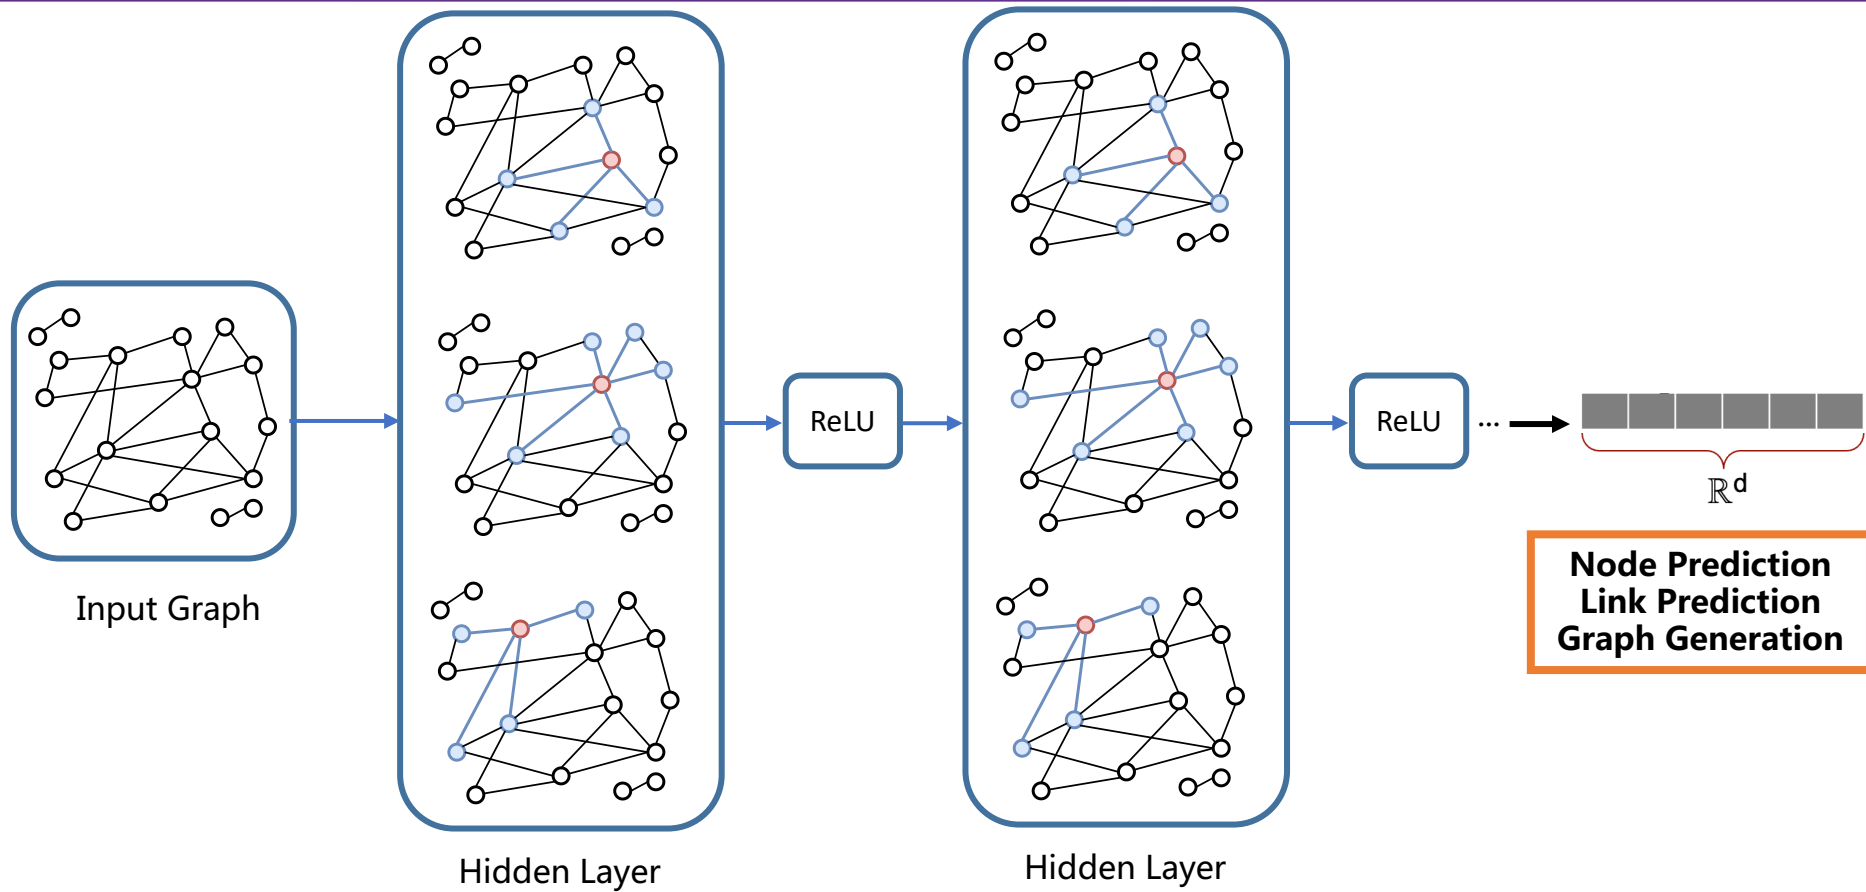 Input Graph
Hidden Layer
ReLU
Hidden Layer
ReLU
...
ℝᵈ
Node Prediction
Link Prediction
Graph Generation